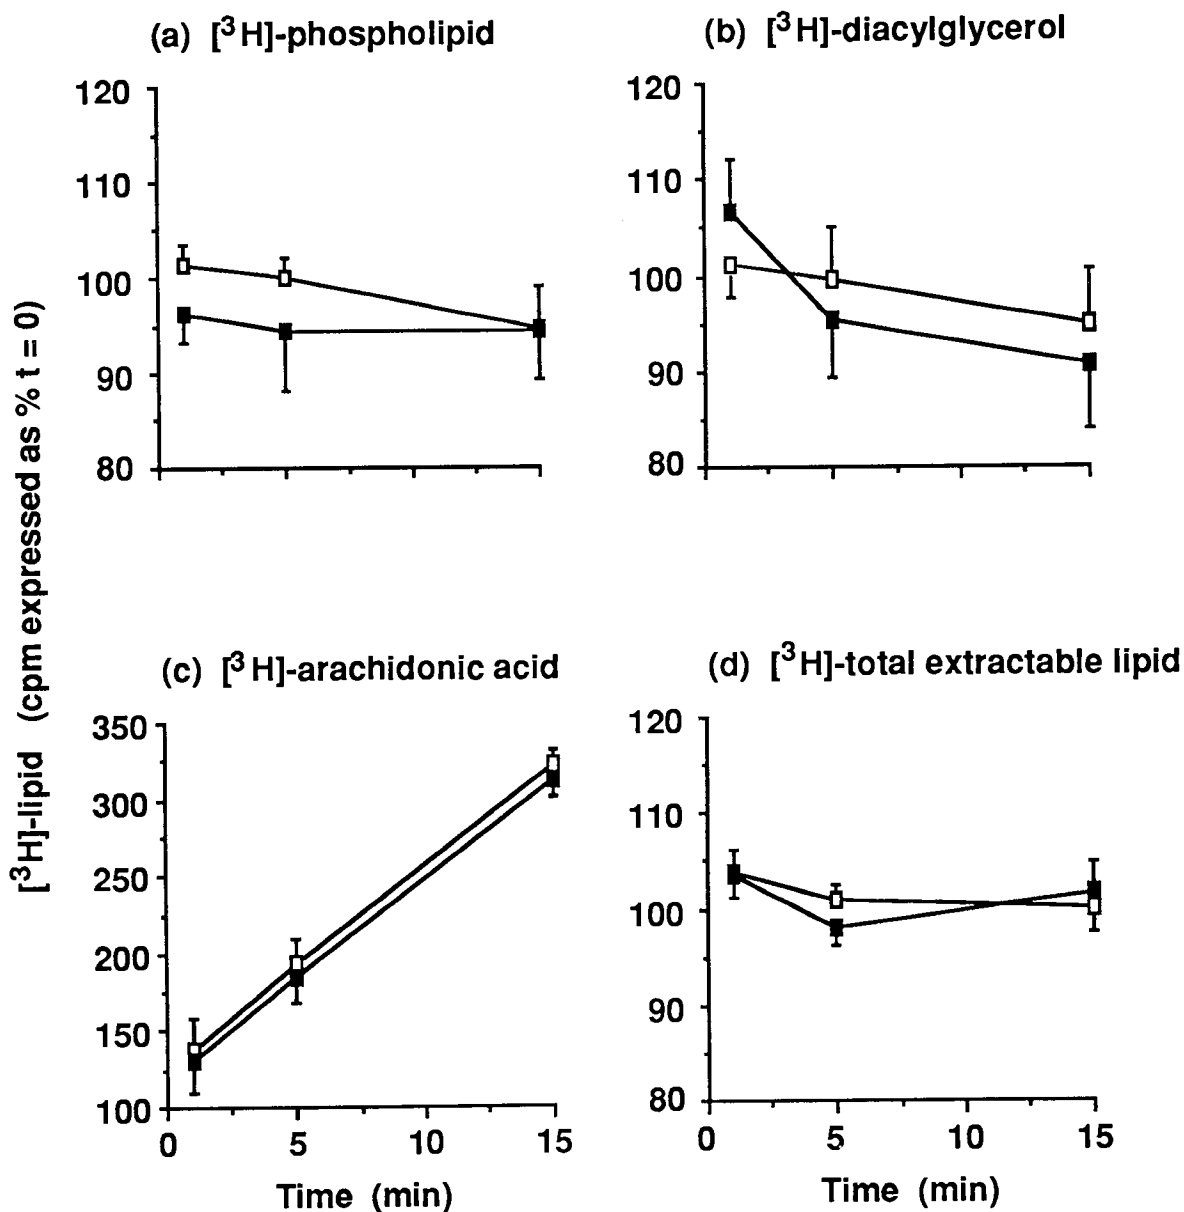 (a) [³H]-phospholipid
120
110
100
90
80
(b) [³H]-diacylglycerol
120
110
100
90
80
[³H]-lipid (cpm expressed as % t = 0)
(c) [³H]-arachidonic acid
350
300
250
200
150
100
0 5 10 15
Time (min)
(d) [³H]-total extractable lipid
120
110
100
90
80
0 5 10 15
Time (min)